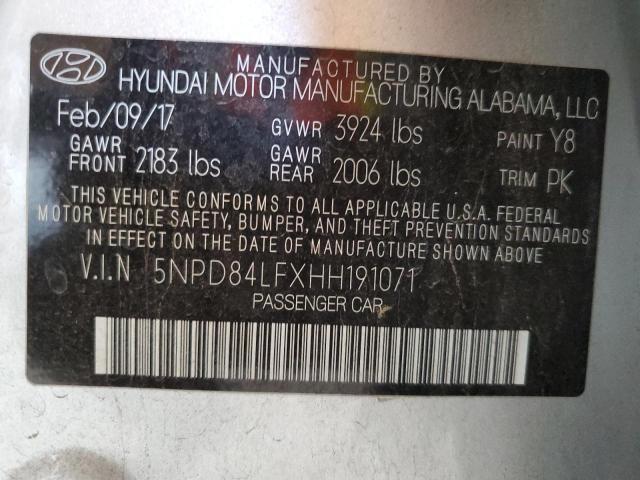 MANUFACTURED BY
HYUNDAI MOTOR MANUFACTURING ALABAMA, LLC
Feb/09/17 GVWR 3924 lbs PAINT Y8
GAWR FRONT 2183 lbs GAWR REAR 2006 lbs TRIM PK
THIS VEHICLE CONFORMS TO ALL APPLICABLE U.S.A. FEDERAL
MOTOR VEHICLE SAFETY, BUMPER, AND THEFT PREVENTION STANDARDS
IN EFFECT ON THE DATE OF MANUFACTURE SHOWN ABOVE
V.I.N 5NPD84LFXHH191071
PASSENGER CAR